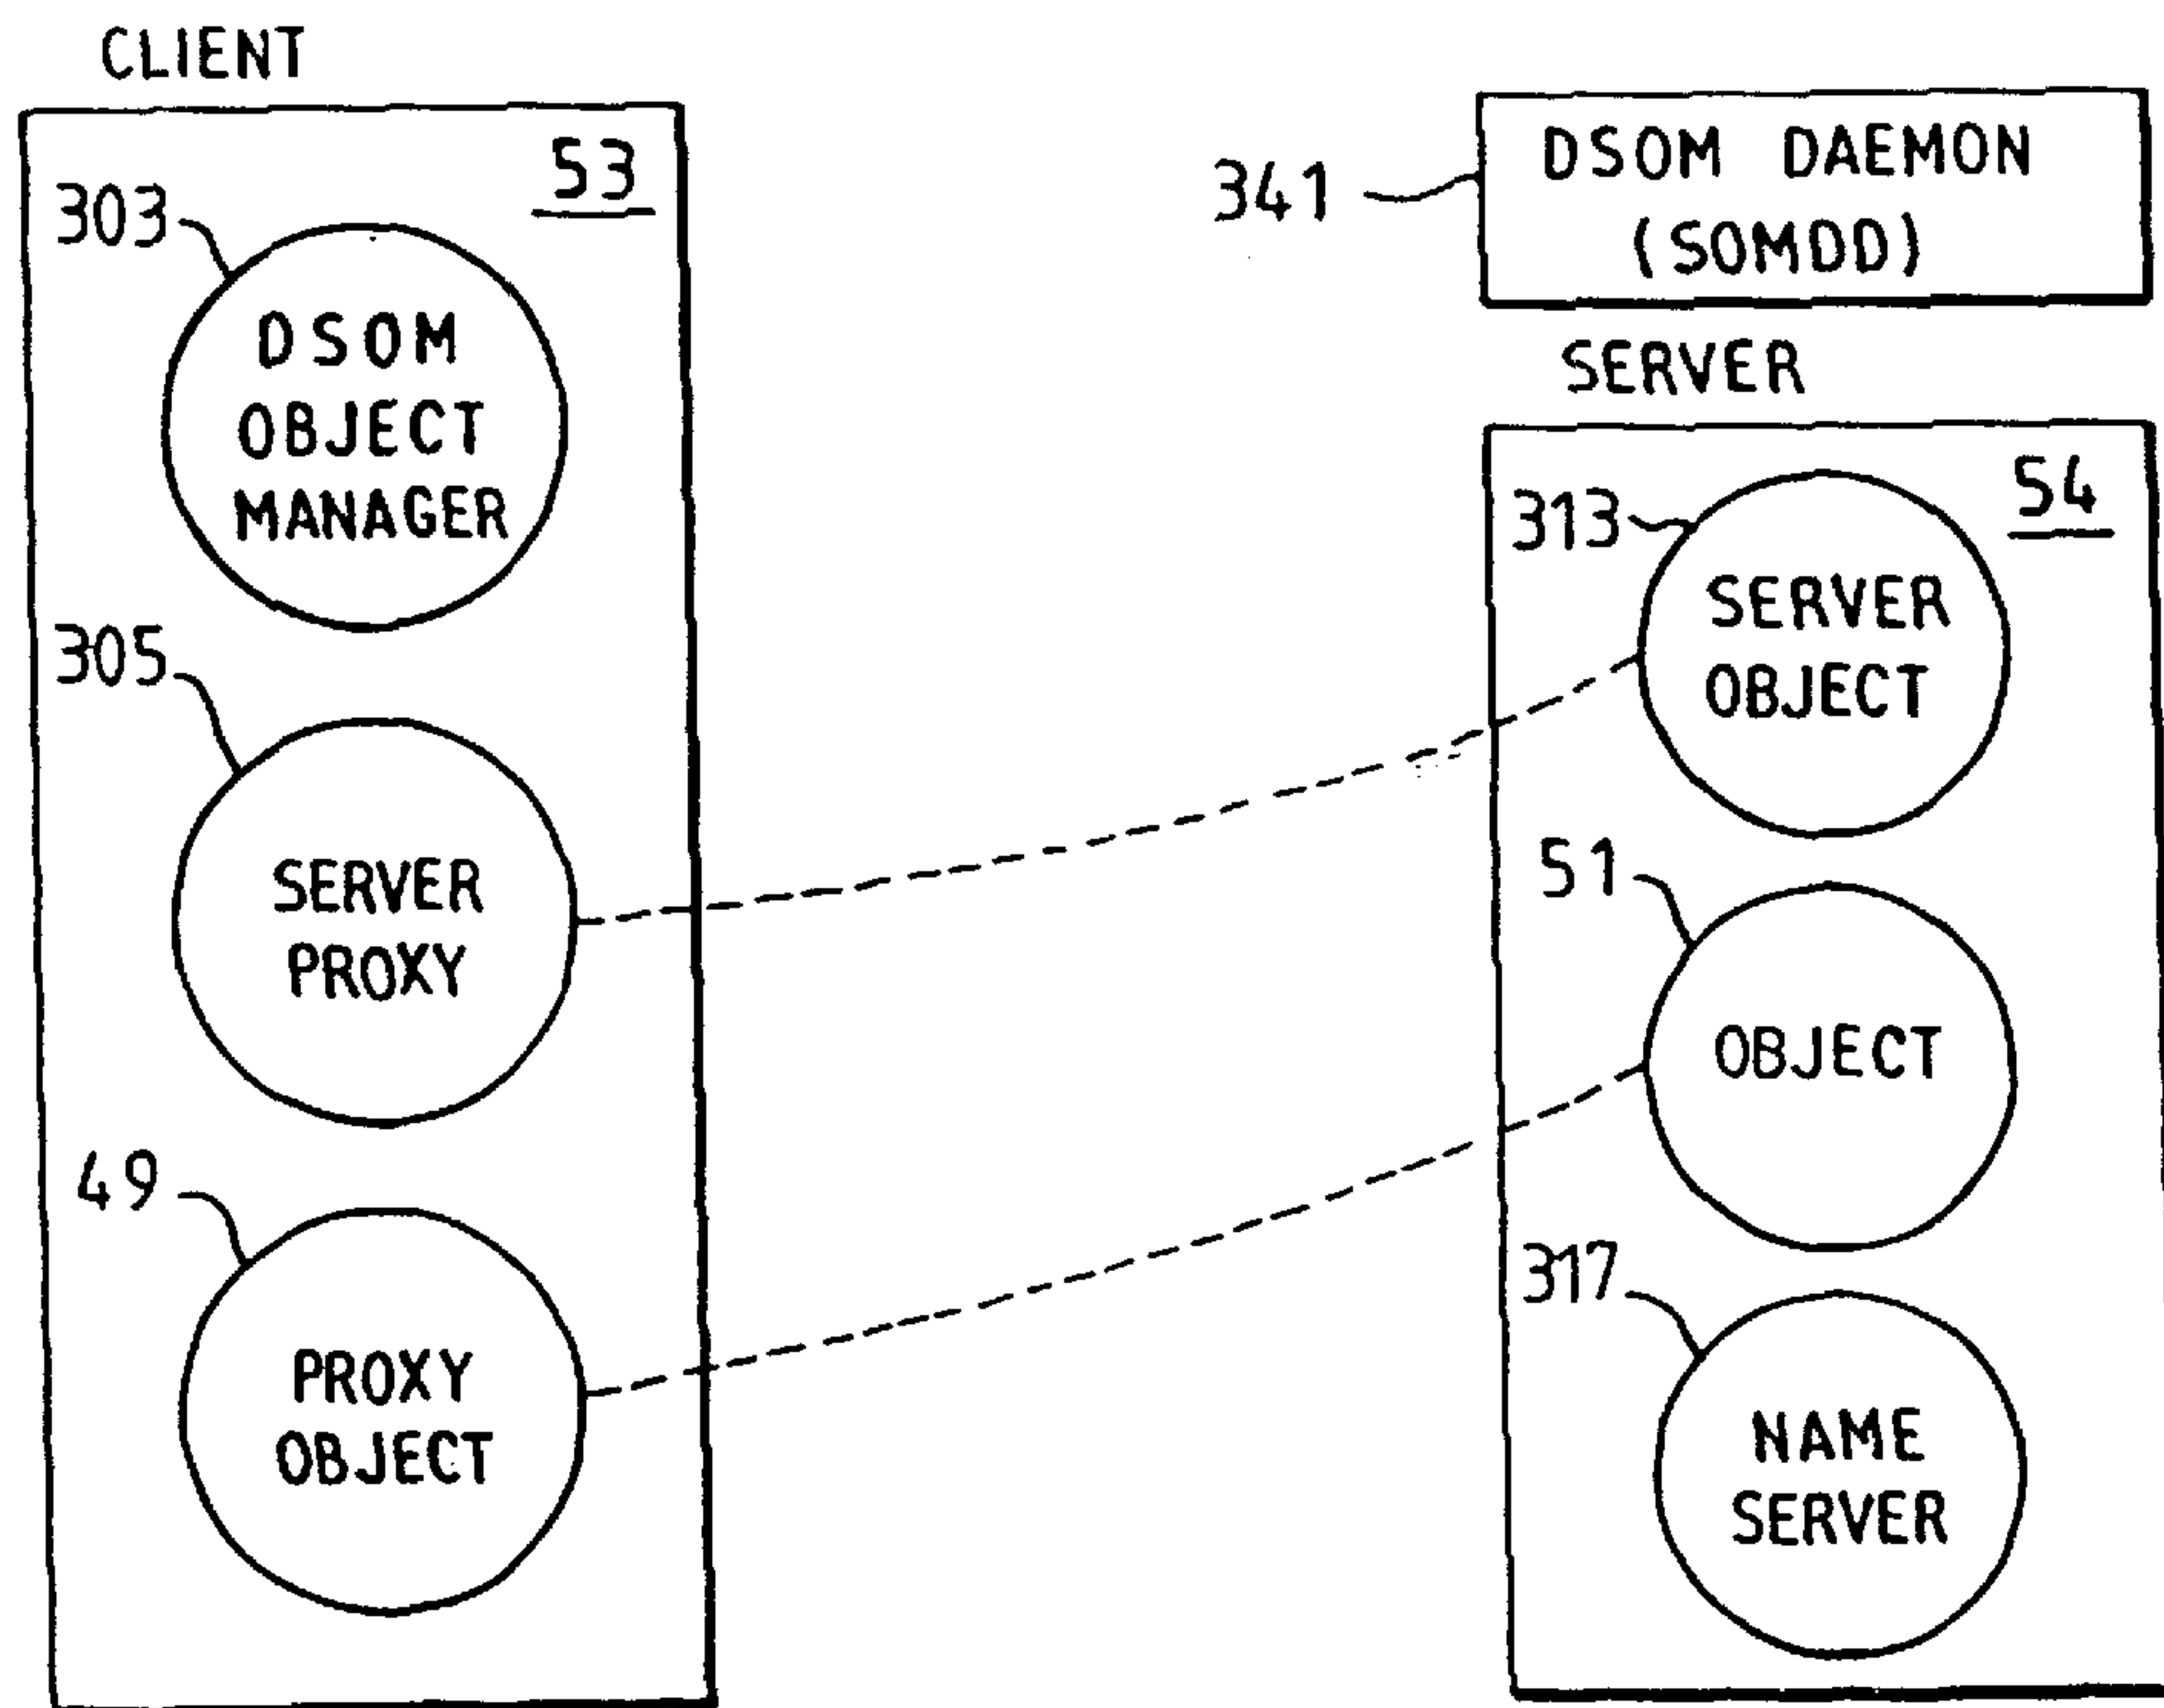 CLIENT
53
303
DSOM
OBJECT
MANAGER
305
SERVER
PROXY
49
PROXY
OBJECT
341
DSOM DAEMON
(SOMDD)
SERVER
54
313
SERVER
OBJECT
51
OBJECT
317
NAME
SERVER